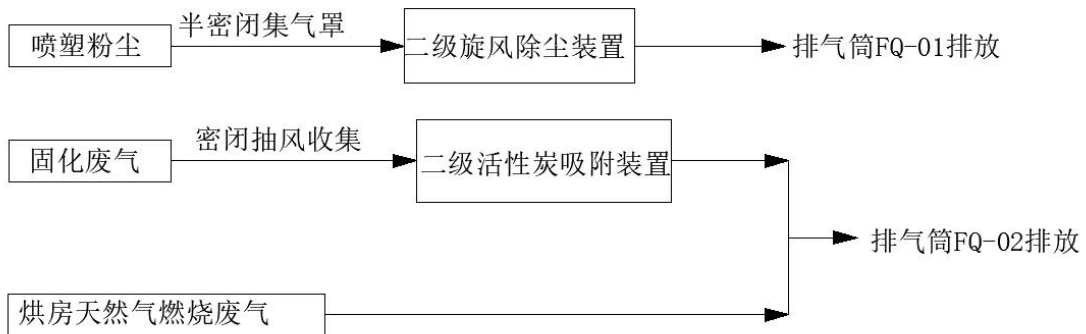 半密闭集气罩
喷塑粉尘
二级旋风除尘装置
排气筒FQ-01排放
密闭抽风收集
固化废气
二级活性炭吸附装置
排气筒FQ-02排放
烘房天然气燃烧废气